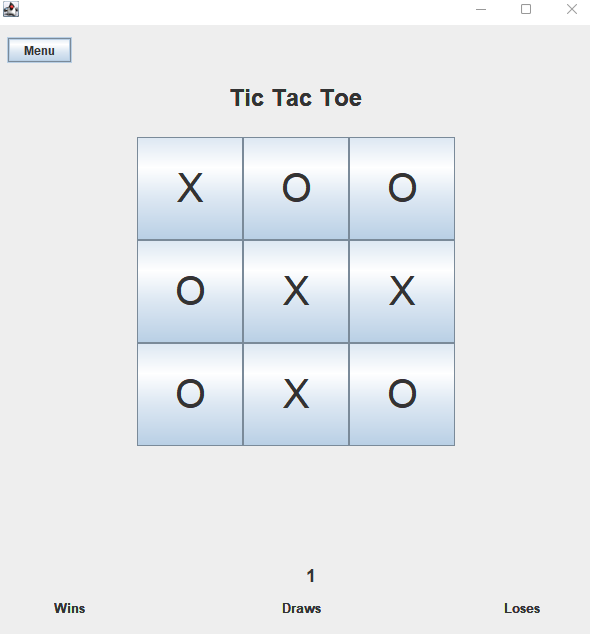 Menu
Tic Tac Toe
X O O
O X X
O X O
1
Wins Draws Loses